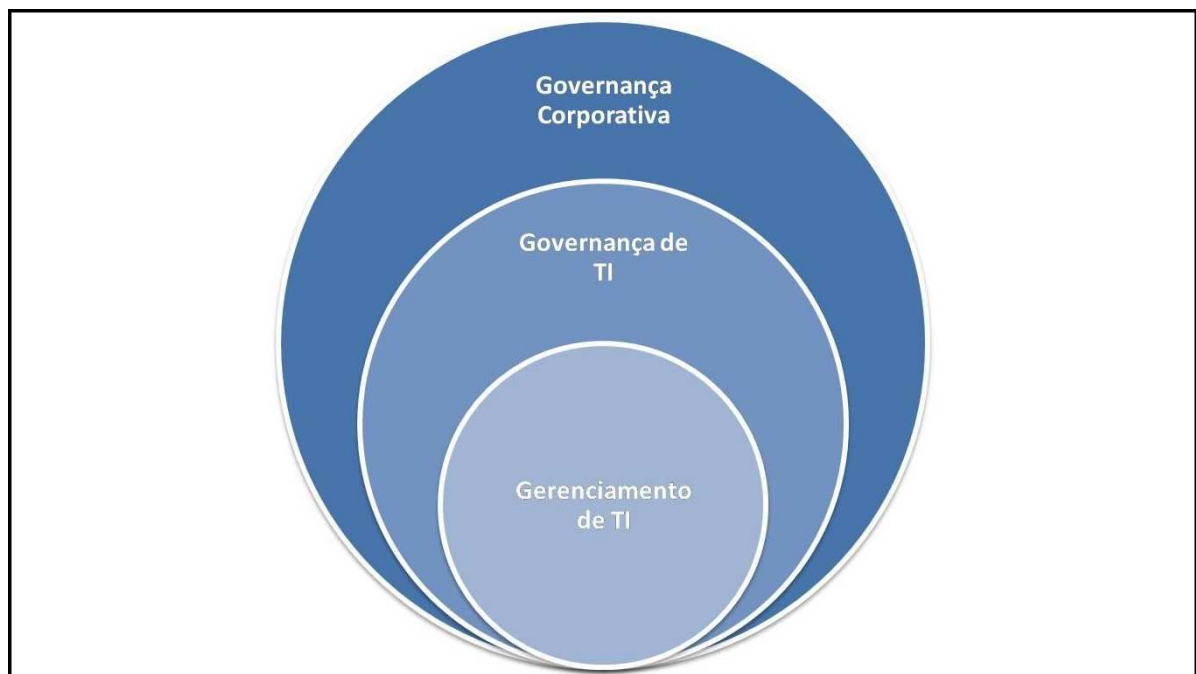 Governança
Corporativa
Governança de
TI
Gerenciamento
de TI